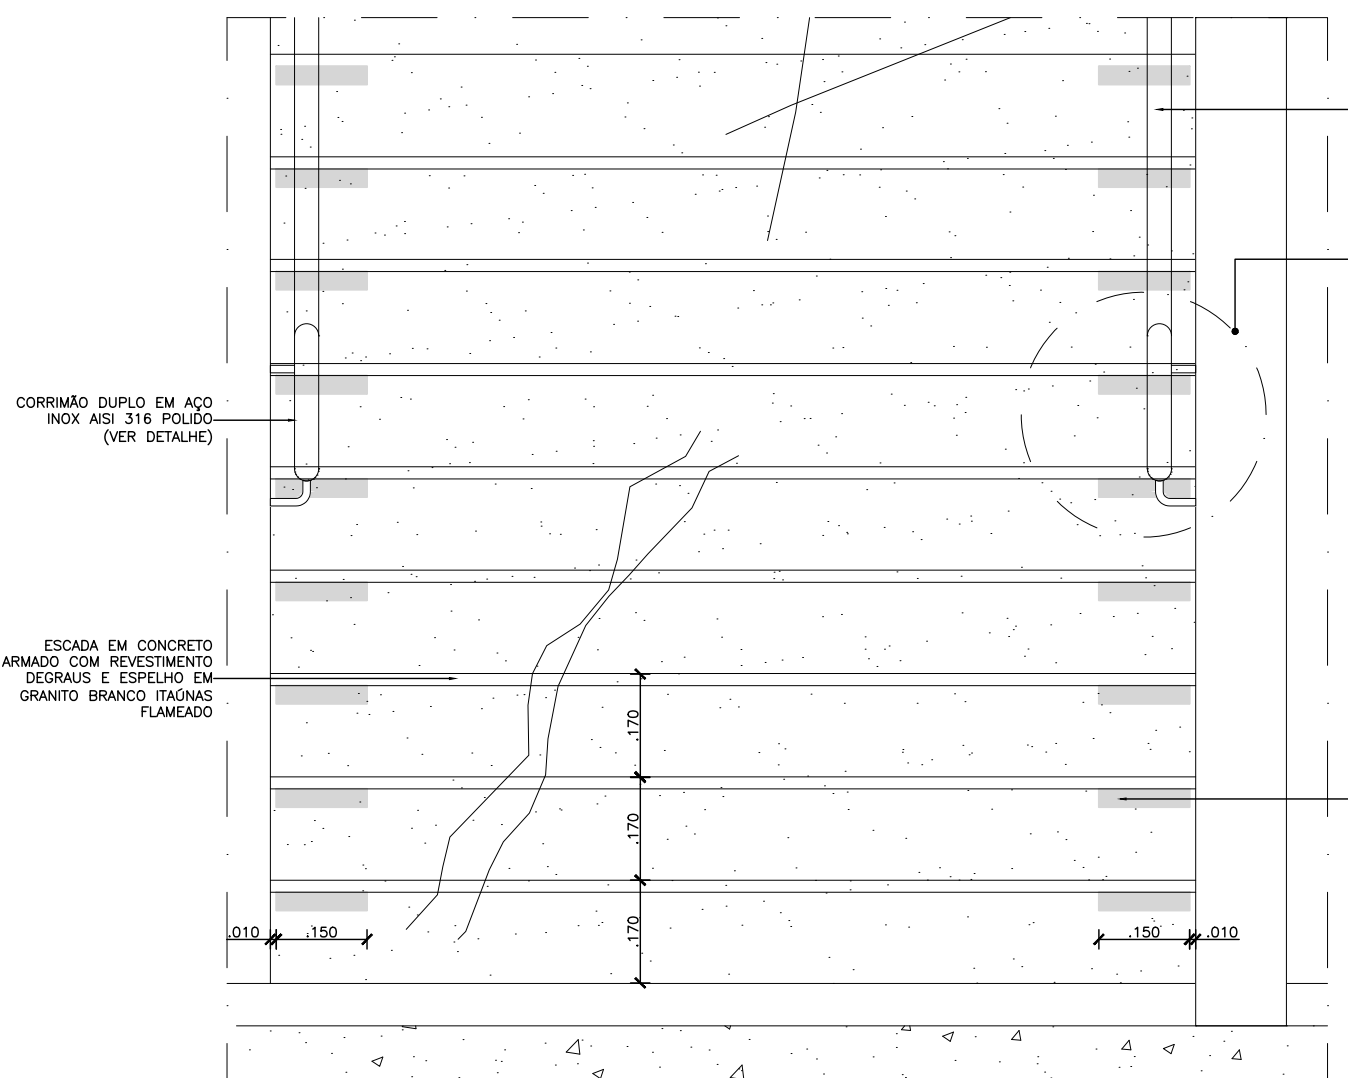 CORRIMÃO DUPLO EM AÇO
INOX AISI 316 POLIDO
(VER DETALHE)
ESCADA EM CONCRETO
ARMADO COM REVESTIMENTO
DEGRAUS E ESPELHO EM
GRANITO BRANCO ITAÚNAS
FLAMEADO
.170
.170
.170
.010 .150 .150 .010